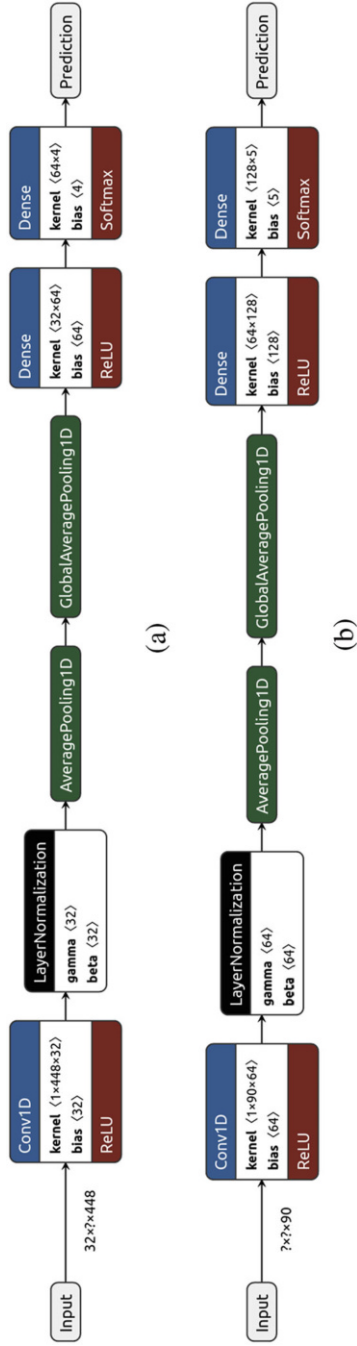 Input
32×?×448
Conv1D
kernel ⟨1×448×32⟩
bias ⟨32⟩
ReLU
LayerNormalization
gamma ⟨32⟩
beta ⟨32⟩
AveragePooling1D
GlobalAveragePooling1D
Dense
kernel ⟨32×64⟩
bias ⟨64⟩
ReLU
Dense
kernel ⟨64×4⟩
bias ⟨4⟩
Softmax
Prediction
(a)
Input
?×?×90
Conv1D
kernel ⟨1×90×64⟩
bias ⟨64⟩
ReLU
LayerNormalization
gamma ⟨64⟩
beta ⟨64⟩
AveragePooling1D
GlobalAveragePooling1D
Dense
kernel ⟨64×128⟩
bias ⟨128⟩
ReLU
Dense
kernel ⟨128×5⟩
bias ⟨5⟩
Softmax
Prediction
(b)